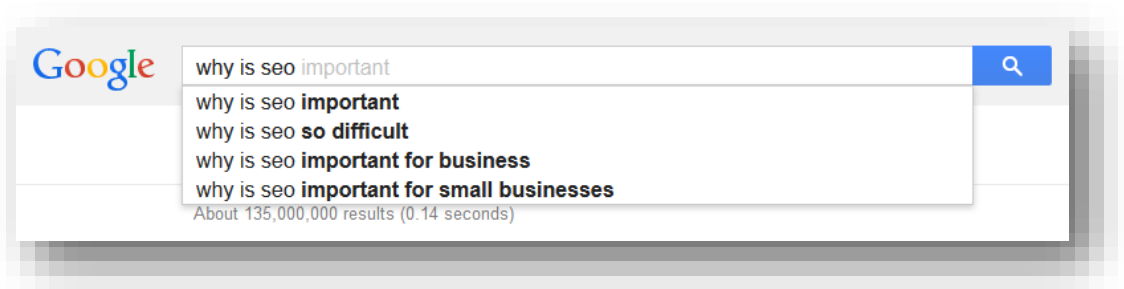 Google
why is seo important
why is seo important
why is seo so difficult
why is seo important for business
why is seo important for small businesses
About 135,000,000 results (0.14 seconds)